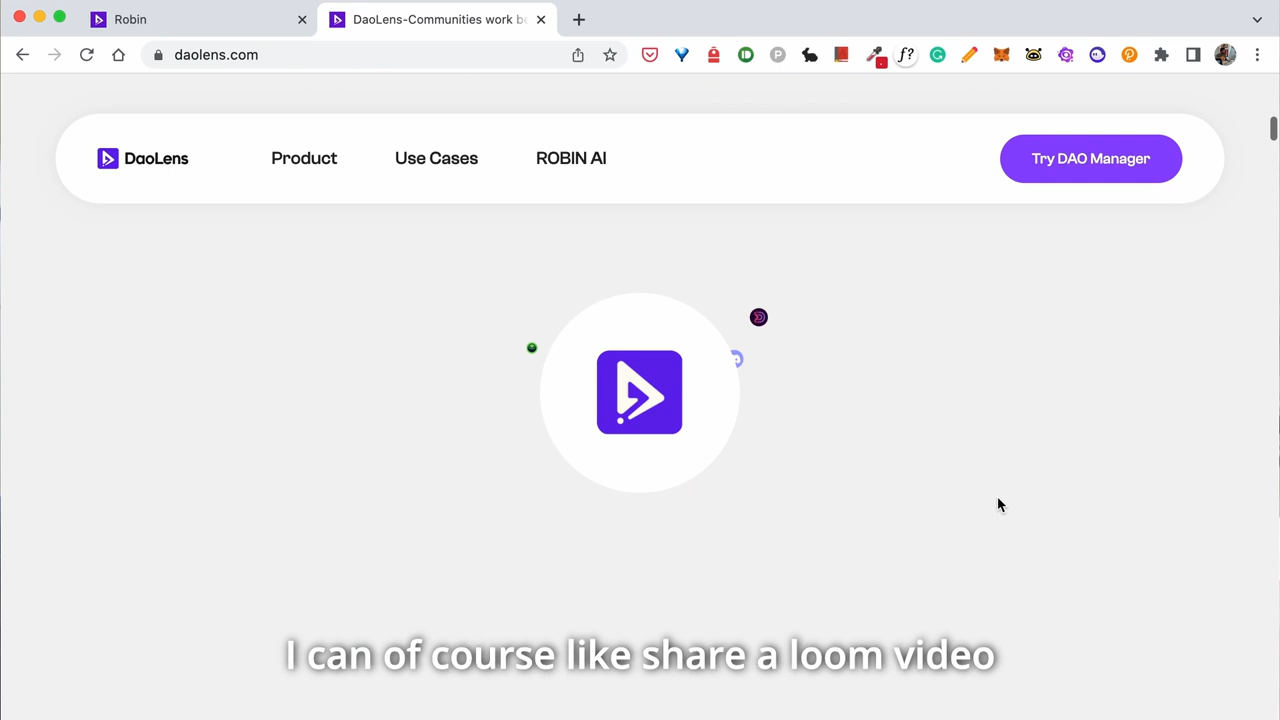 Robin
DaoLens-Communities work be
daolens.com
DaoLens
Product
Use Cases
ROBIN AI
Try DAO Manager
I can of course like share a loom video